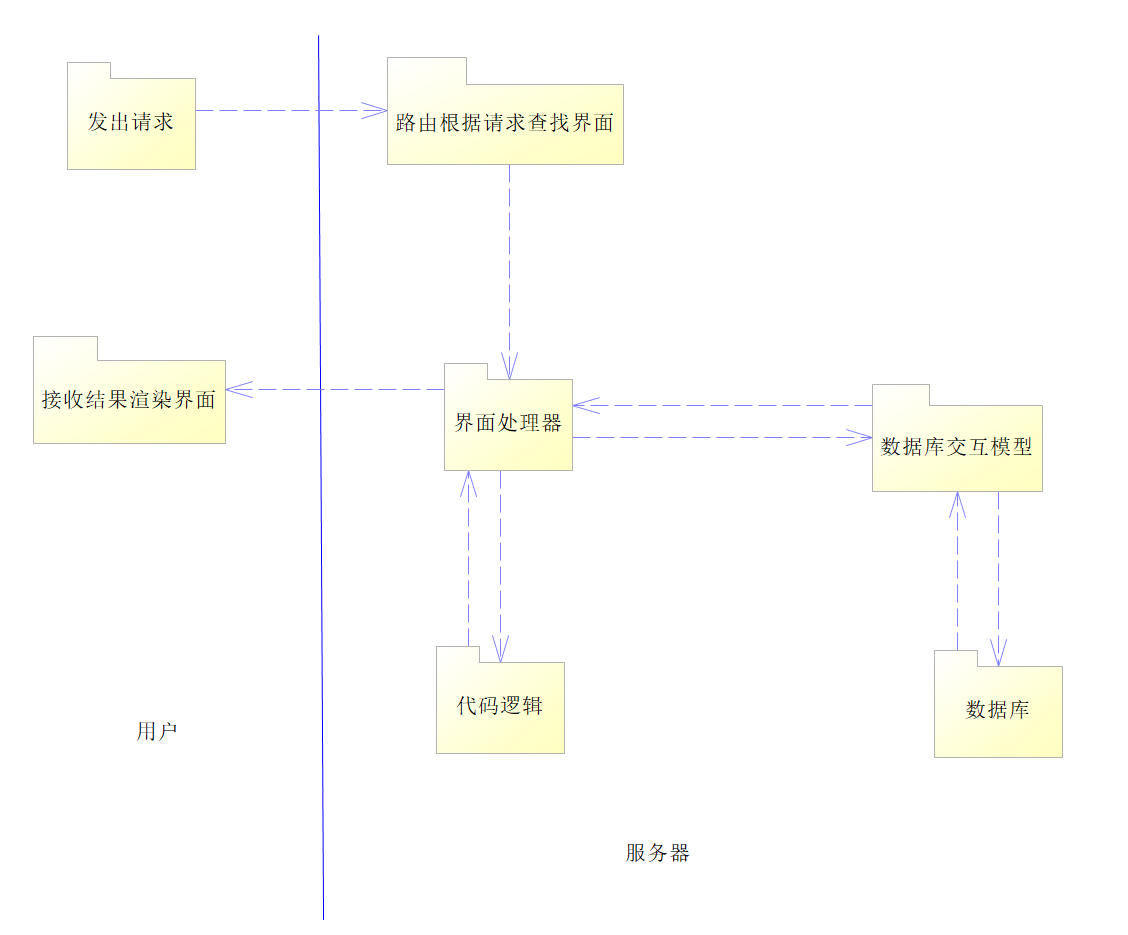 发出请求
路由根据请求查找界面
接收结果渲染界面
界面处理器
数据库交互模型
代码逻辑
数据库
用户
服务器